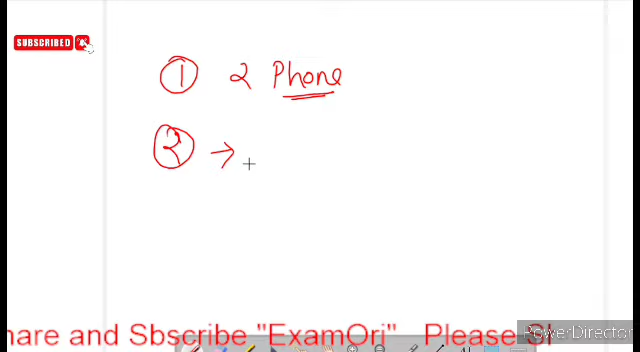 SUBSCRIBED
① 2 Phone
② →
hare and Sbscribe "ExamOri" Please S
PowerDirector